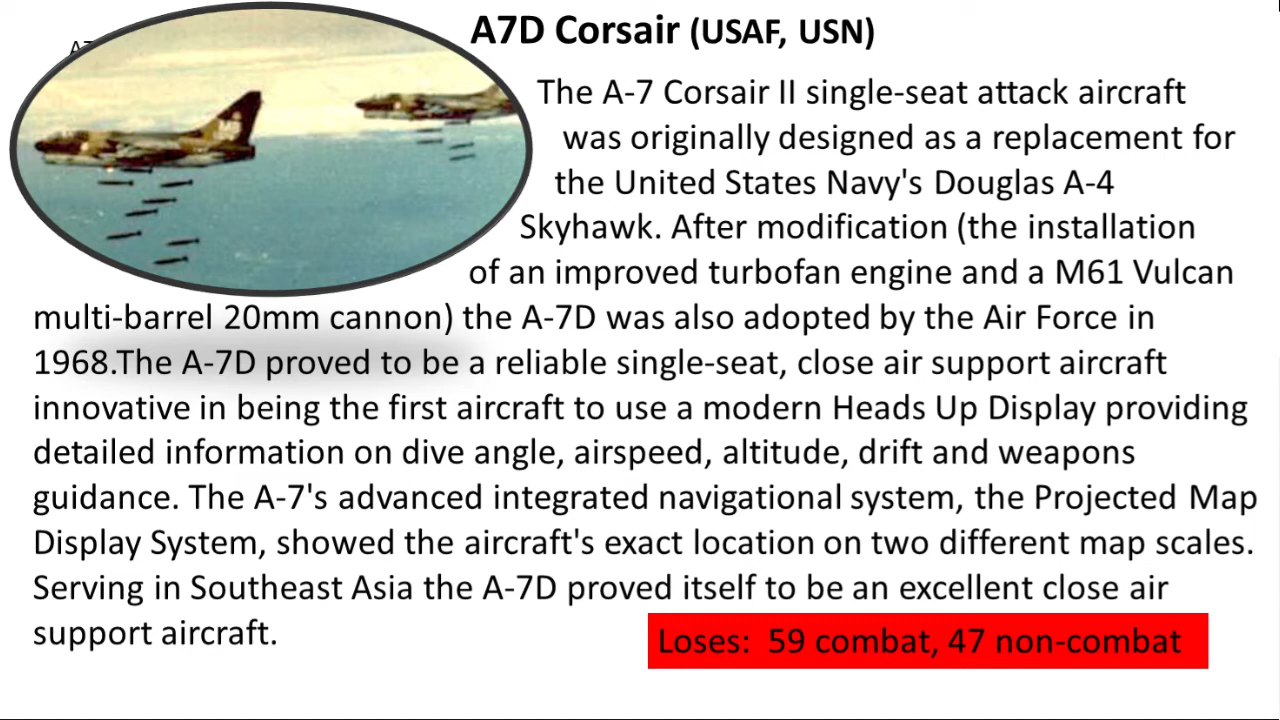 A7D Corsair (USAF, USN)
The A-7 Corsair II single-seat attack aircraft
was originally designed as a replacement for
the United States Navy's Douglas A-4
Skyhawk. After modification (the installation
of an improved turbofan engine and a M61 Vulcan
multi-barrel 20mm cannon) the A-7D was also adopted by the Air Force in
1968.The A-7D proved to be a reliable single-seat, close air support aircraft
innovative in being the first aircraft to use a modern Heads Up Display providing
detailed information on dive angle, airspeed, altitude, drift and weapons
guidance. The A-7's advanced integrated navigational system, the Projected Map
Display System, showed the aircraft's exact location on two different map scales.
Serving in Southeast Asia the A-7D proved itself to be an excellent close air
support aircraft.
Loses:  59 combat, 47 non-combat